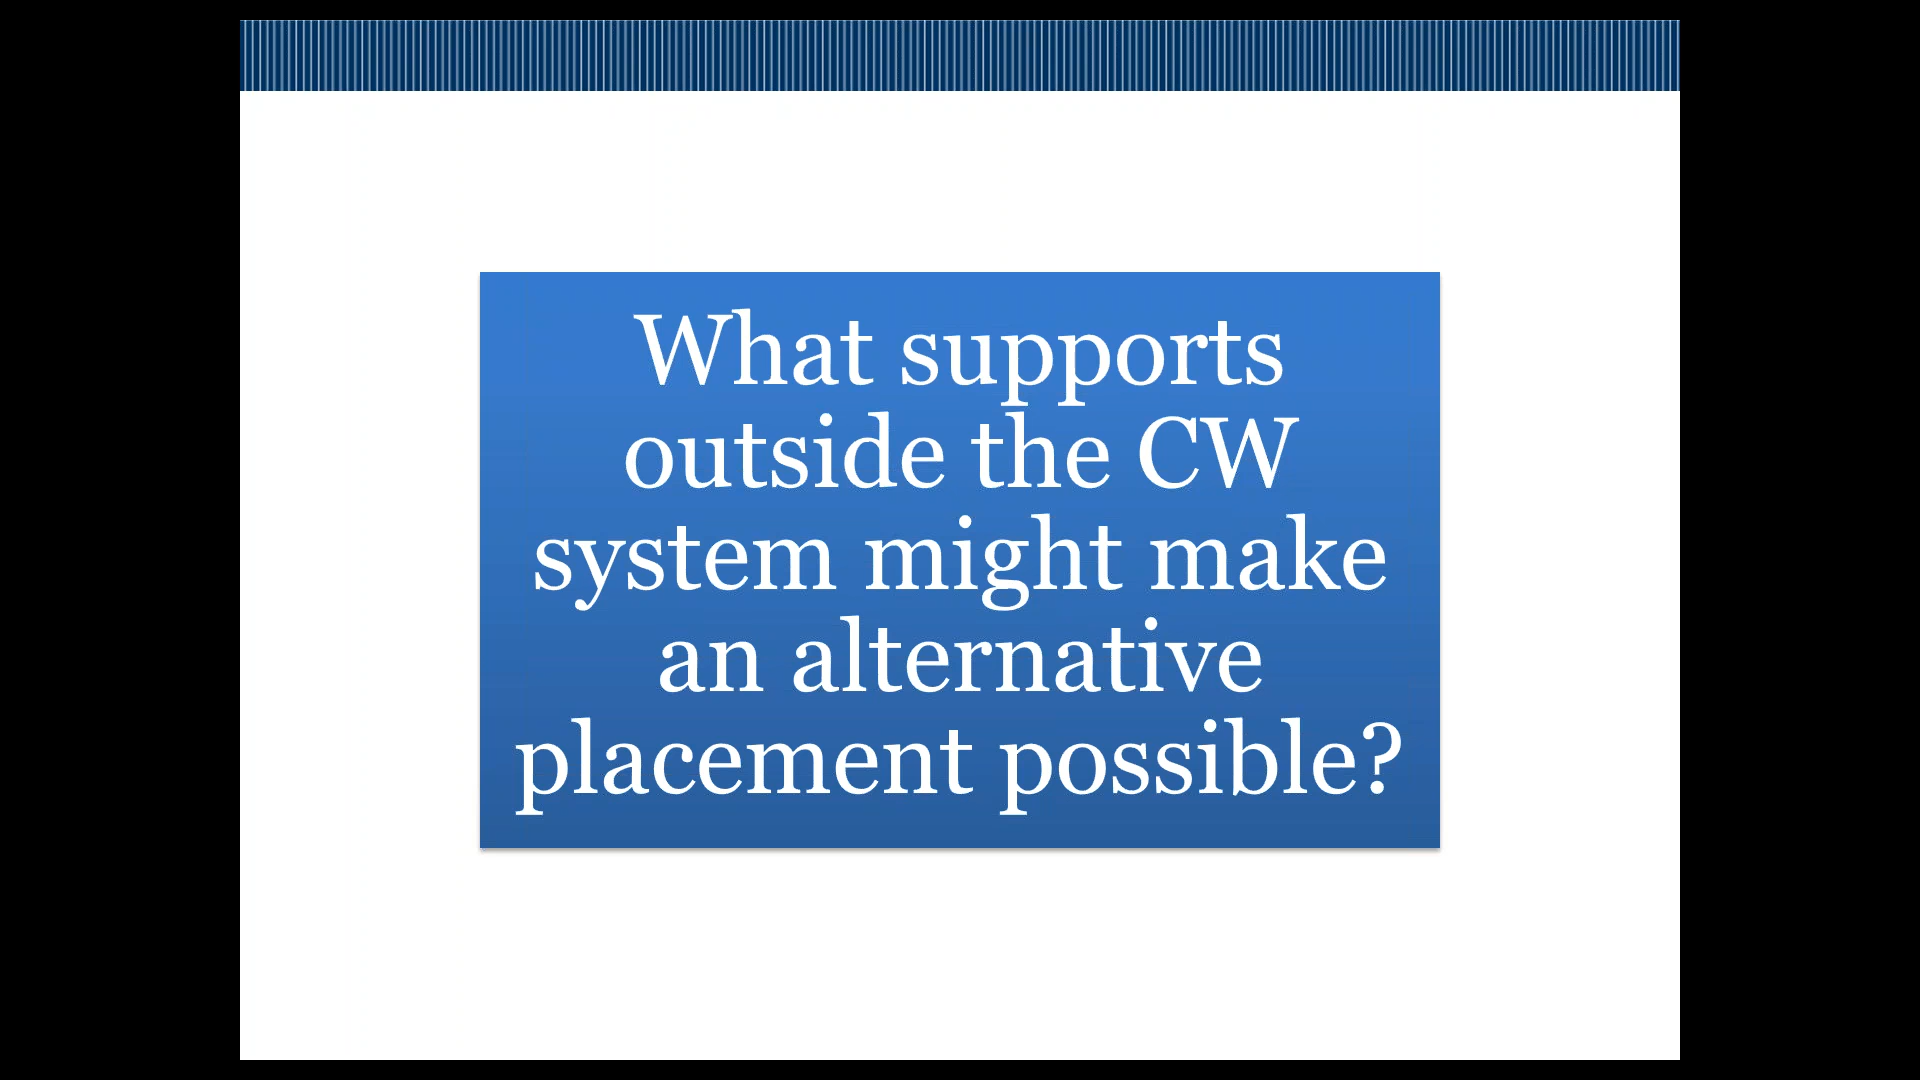 What supports
outside the CW
system might make
an alternative
placement possible?